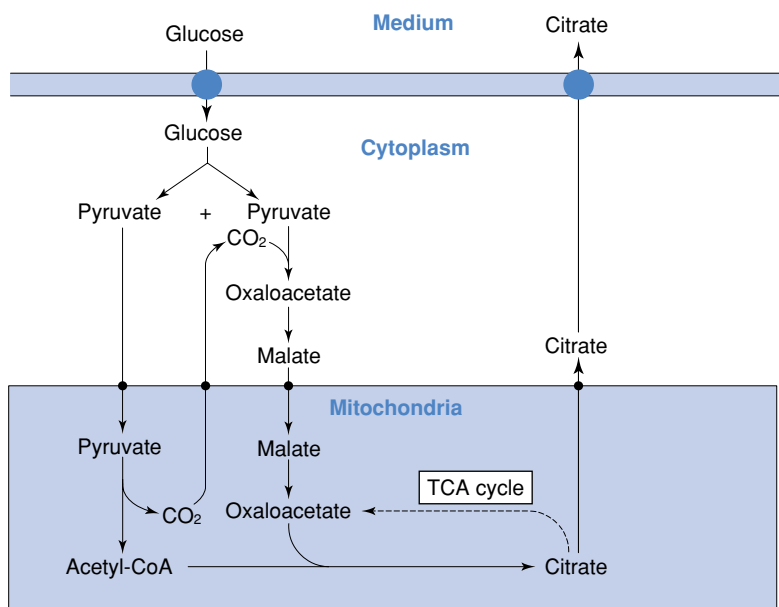 Medium
Glucose
Citrate
Glucose
Cytoplasm
Pyruvate + Pyruvate
CO₂
Oxaloacetate
Malate
Citrate
Mitochondria
Pyruvate
Malate
TCA cycle
CO₂
Oxaloacetate
Acetyl-CoA
Citrate